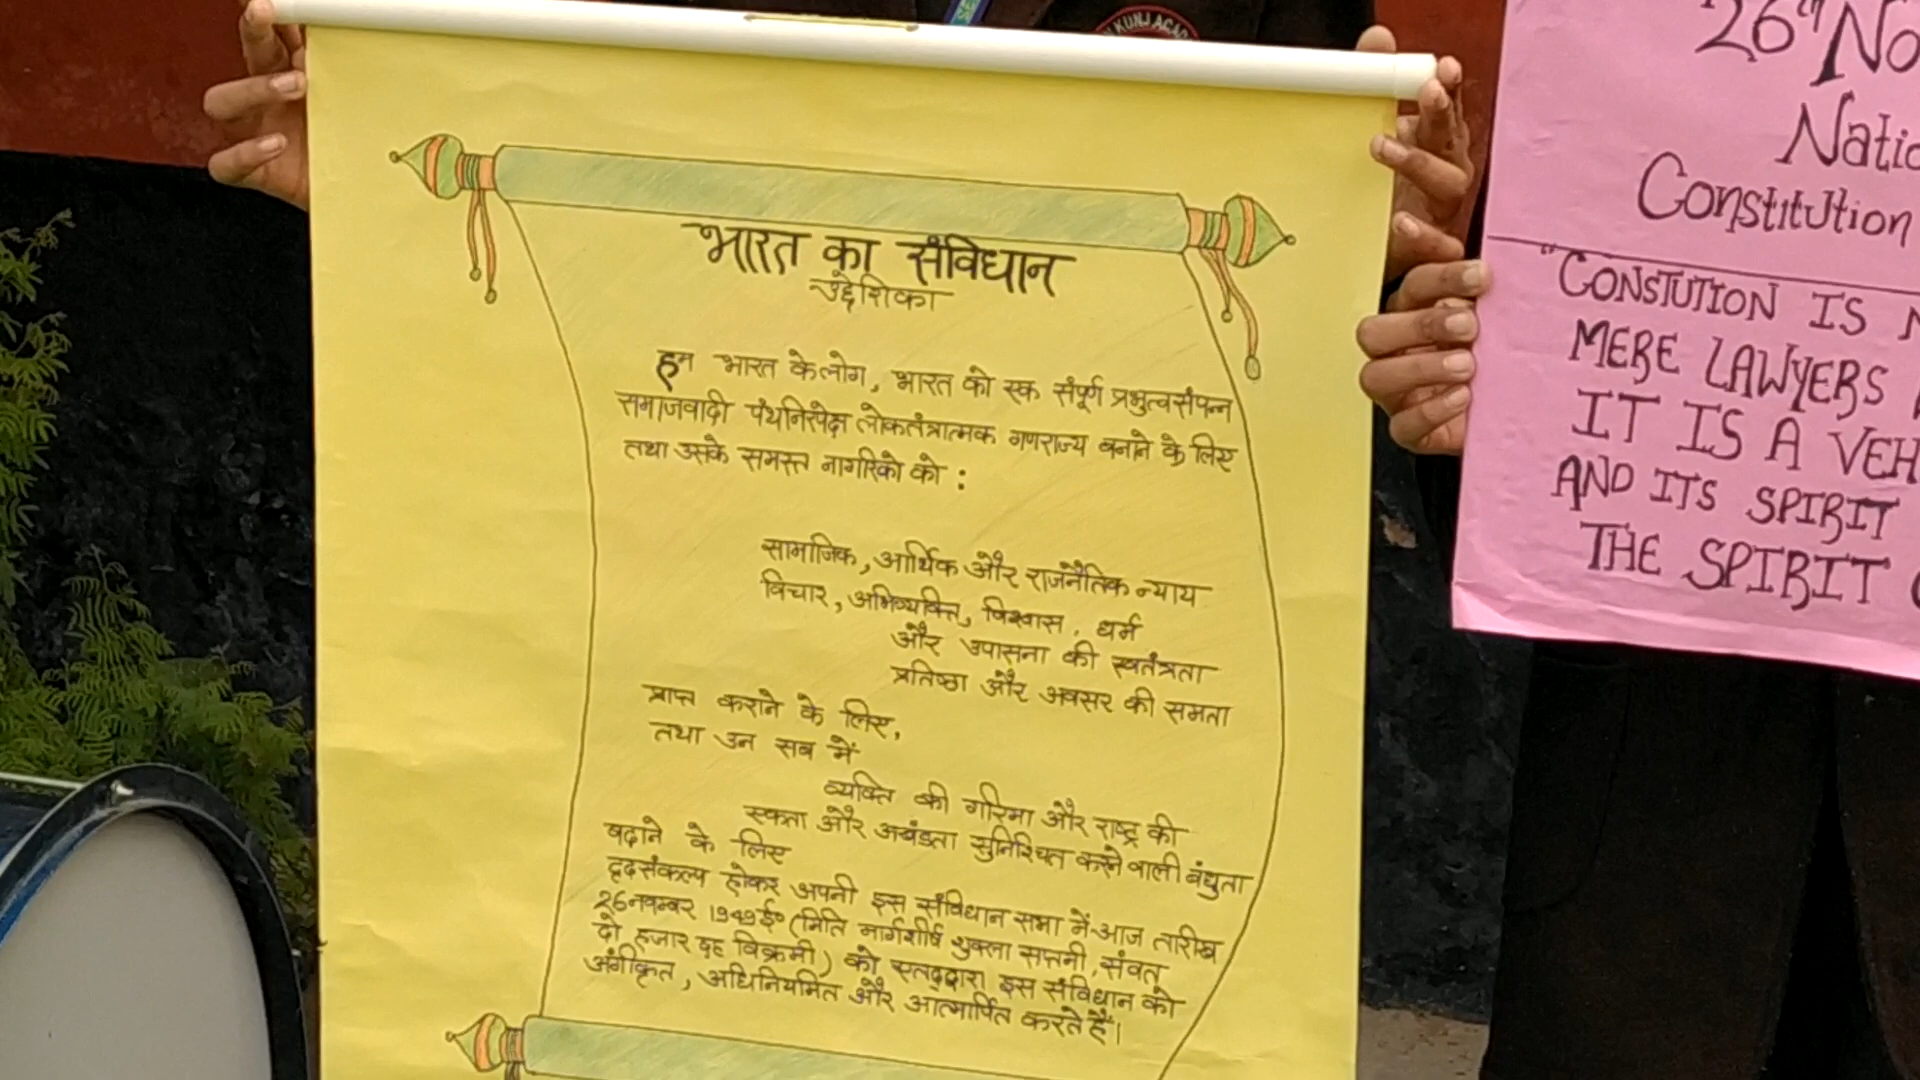 KUNJ ACAD
भारत का संविधान
उद्देशिका
हम भारत के लोग, भारत को एक संपूर्ण प्रभुत्वसंपन्न
समाजवादी पंथनिरपेक्ष लोकतंत्रात्मक गणराज्य बनाने के लिए
तथा उसके समस्त नागरिको को :
सामाजिक, आर्थिक और राजनैतिक न्याय
विचार, अभिव्यक्ति, विश्वास, धर्म
और उपासना की स्वतंत्रता
प्रतिष्ठा और अवसर की समता
प्राप्त कराने के लिए,
तथा उन सब में
व्यक्ति की गरिमा और राष्ट्र की
एकता और अखंडता सुनिश्चित करने वाली बंधुता
बढ़ाने के लिए
दृढसंकल्प होकर अपनी इस संविधान सभा में आज तारीख
26 नवम्बर 1949 ई० (मिति मार्गशीर्ष शुक्ला सप्तमी, संवत्
दो हजार छह विक्रमी) को एतद्द्वारा इस संविधान को
अंगीकृत, अधिनियमित और आत्मार्पित करते हैं।
26th No
Natio
Constitution
"CONSTUTION IS N
MERE LAWYERS
IT IS A VEH
AND ITS SPIRIT
THE SPIRIT O